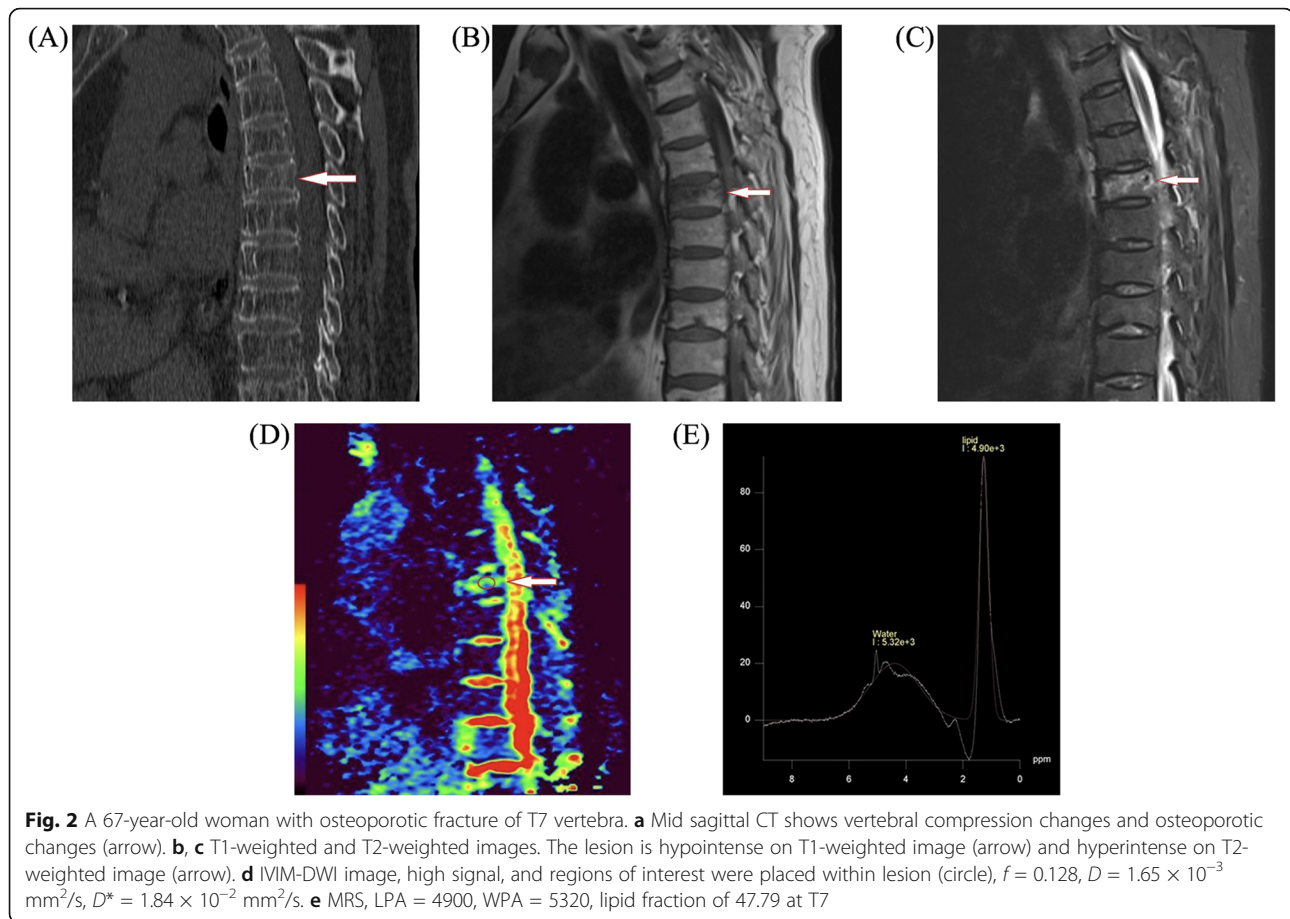 (A)
(B)
(C)
(D)
(E)
lipid
I : 4.90e+3
80
60
Water
I : 5.32e+3
40
20
0
ppm
8 6 4 2 0
Fig. 2 A 67-year-old woman with osteoporotic fracture of T7 vertebra. a Mid sagittal CT shows vertebral compression changes and osteoporotic
changes (arrow). b, c T1-weighted and T2-weighted images. The lesion is hypointense on T1-weighted image (arrow) and hyperintense on T2-
weighted image (arrow). d IVIM-DWI image, high signal, and regions of interest were placed within lesion (circle), f = 0.128, D = 1.65 × 10⁻³
mm²/s, D* = 1.84 × 10⁻² mm²/s. e MRS, LPA = 4900, WPA = 5320, lipid fraction of 47.79 at T7